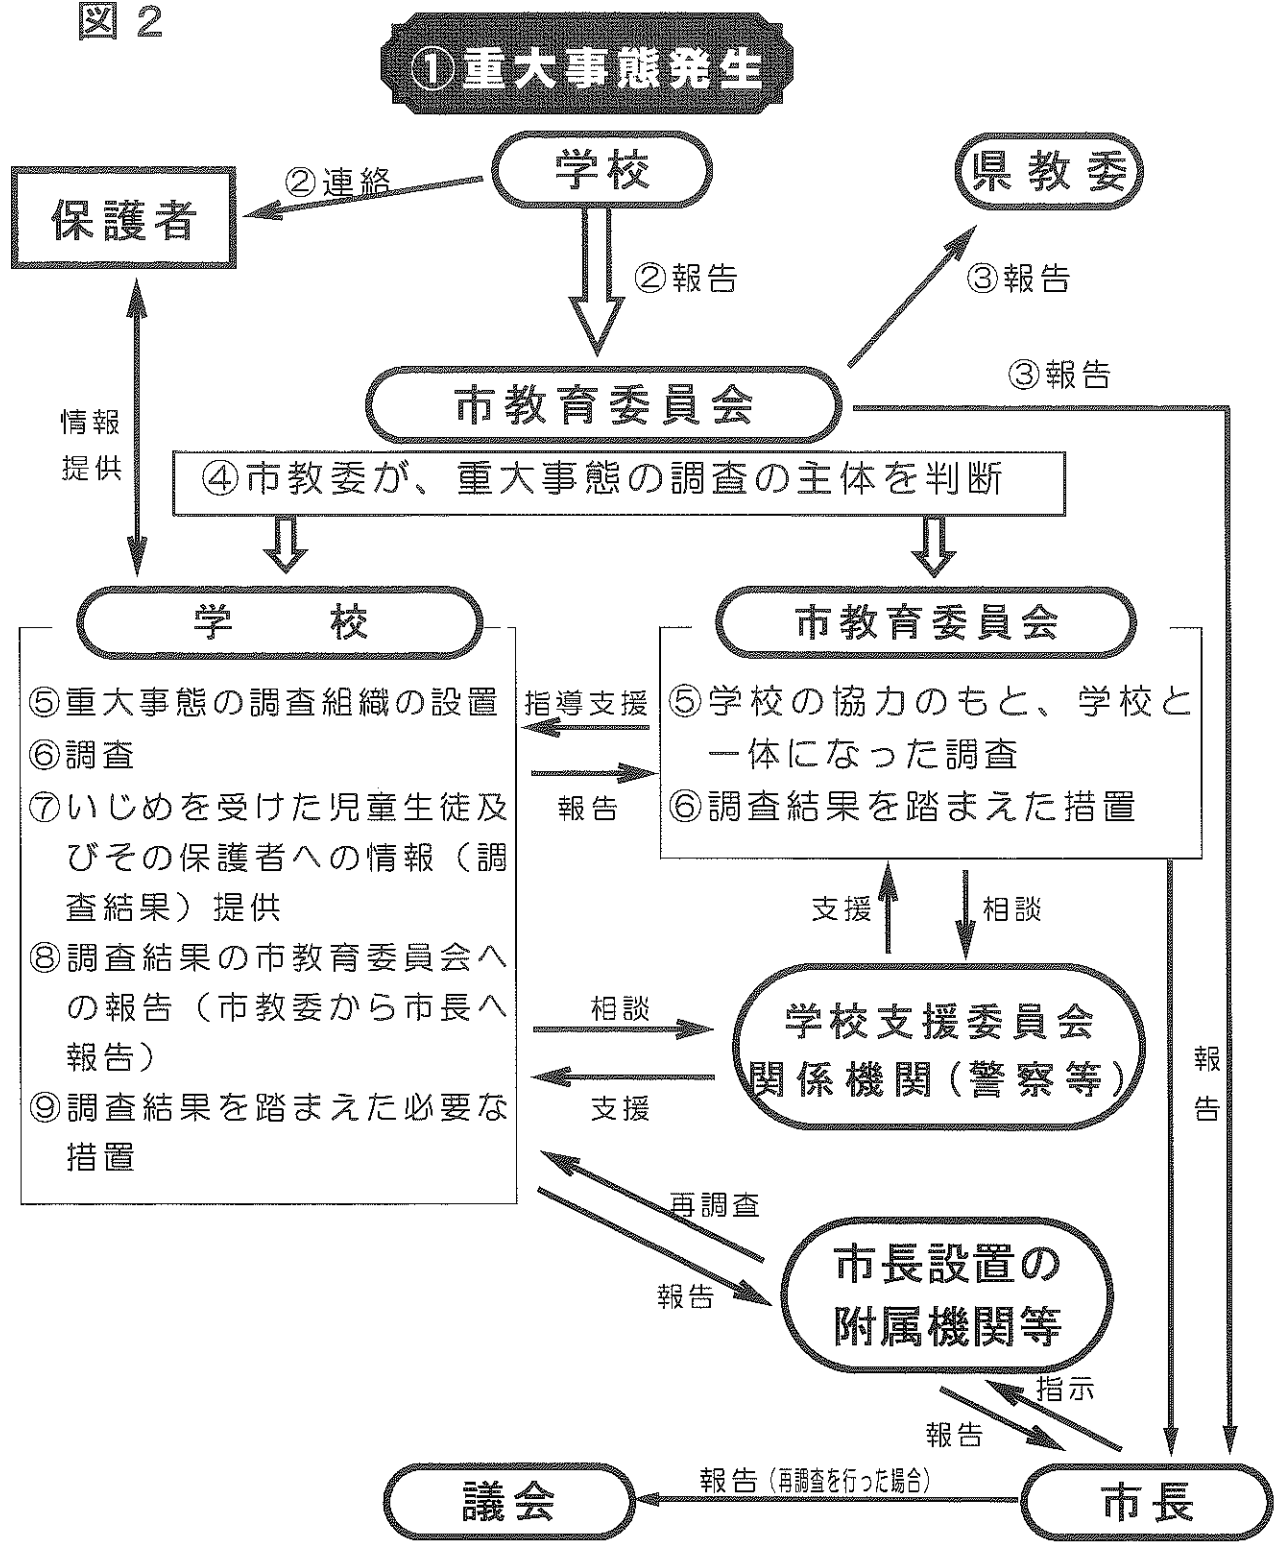 図２
①重大事態発生
学校
県教委
②連絡
保護者
②報告
③報告
③報告
市教育委員会
情報
提供
④市教委が、重大事態の調査の主体を判断
学　　校
市教育委員会
⑤重大事態の調査組織の設置
⑥調査
⑦いじめを受けた児童生徒及
びその保護者への情報（調
査結果）提供
⑧調査結果の市教育委員会へ
の報告（市教委から市長へ
報告）
⑨調査結果を踏まえた必要な
措置
指導支援
報告
⑤学校の協力のもと、学校と
一体になった調査
⑥調査結果を踏まえた措置
支援
相談
相談
支援
学校支援委員会
関係機関（警察等）
報
告
再調査
報告
市長設置の
附属機関等
指示
報告
報告（再調査を行った場合）
議会
市長